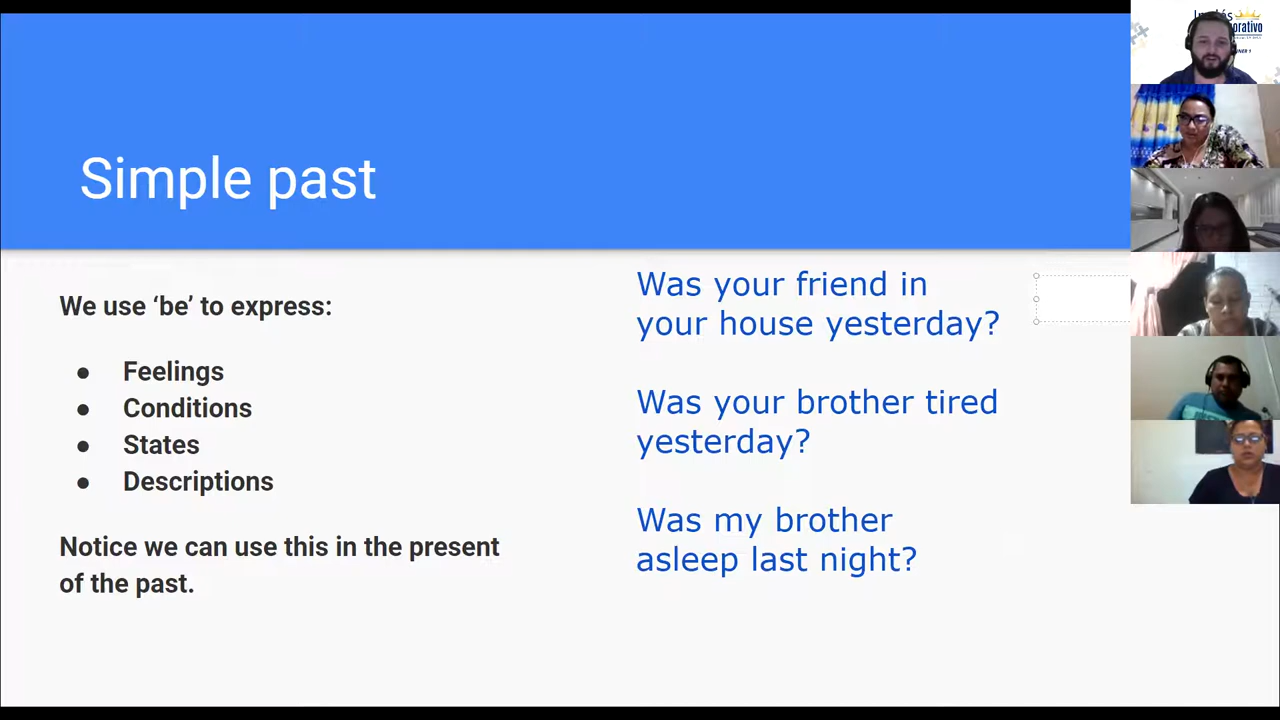 Simple past
We use ‘be’ to express:
● Feelings
● Conditions
● States
● Descriptions
Notice we can use this in the present
of the past.
Was your friend in
your house yesterday?
Was your brother tired
yesterday?
Was my brother
asleep last night?